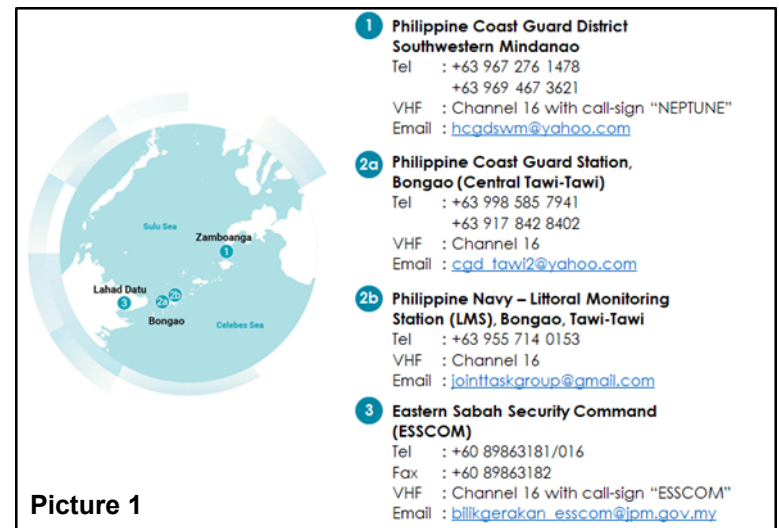 1 Philippine Coast Guard District
Southwestern Mindanao
Tel : +63 967 276 1478
+63 969 467 3621
VHF : Channel 16 with call-sign “NEPTUNE”
Email : hcgdswm@yahoo.com
2a Philippine Coast Guard Station,
Bongao (Central Tawi-Tawi)
Tel : +63 998 585 7941
+63 917 842 8402
VHF : Channel 16
Email : cgd_tawi2@yahoo.com
2b Philippine Navy – Littoral Monitoring
Station (LMS), Bongao, Tawi-Tawi
Tel : +63 955 714 0153
VHF : Channel 16
Email : jointtaskgroup@gmail.com
3 Eastern Sabah Security Command
(ESSCOM)
Tel : +60 89863181/016
Fax : +60 89863182
VHF : Channel 16 with call-sign “ESSCOM”
Email : bilikgerakan_esscom@jpm.gov.my
Sulu Sea
Zamboanga
1
Lahad Datu
3
2a
2b
Bongao
Celebes Sea
Picture 1